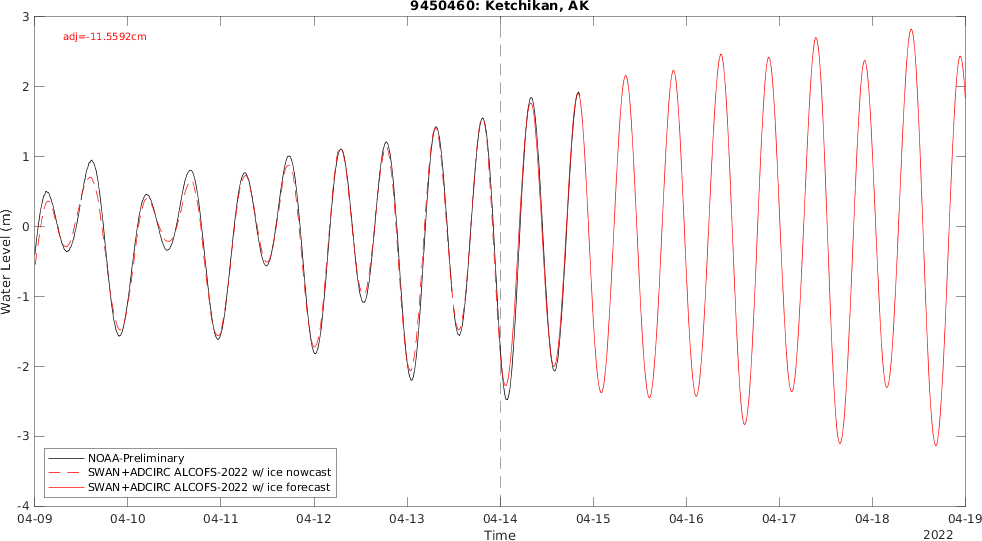 9450460: Ketchikan, AK
adj=-11.5592cm
3
2
1
0
-1
-2
-3
-4
Water Level (m)
NOAA-Preliminary
SWAN+ADCIRC ALCOFS-2022 w/ ice nowcast
SWAN+ADCIRC ALCOFS-2022 w/ ice forecast
04-09 04-10 04-11 04-12 04-13 04-14 04-15 04-16 04-17 04-18 04-19
Time
2022